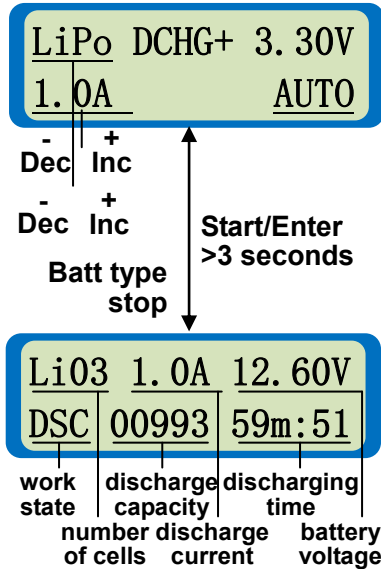 LiPo DCHG+ 3.30V
1.0A AUTO
- +
Dec Inc
- +
Dec Inc
Start/Enter
>3 seconds
Batt type
stop
Li03 1.0A 12.60V
DSC 00993 59m:51
work state
discharge capacity
discharging time
number of cells
discharge current
battery voltage